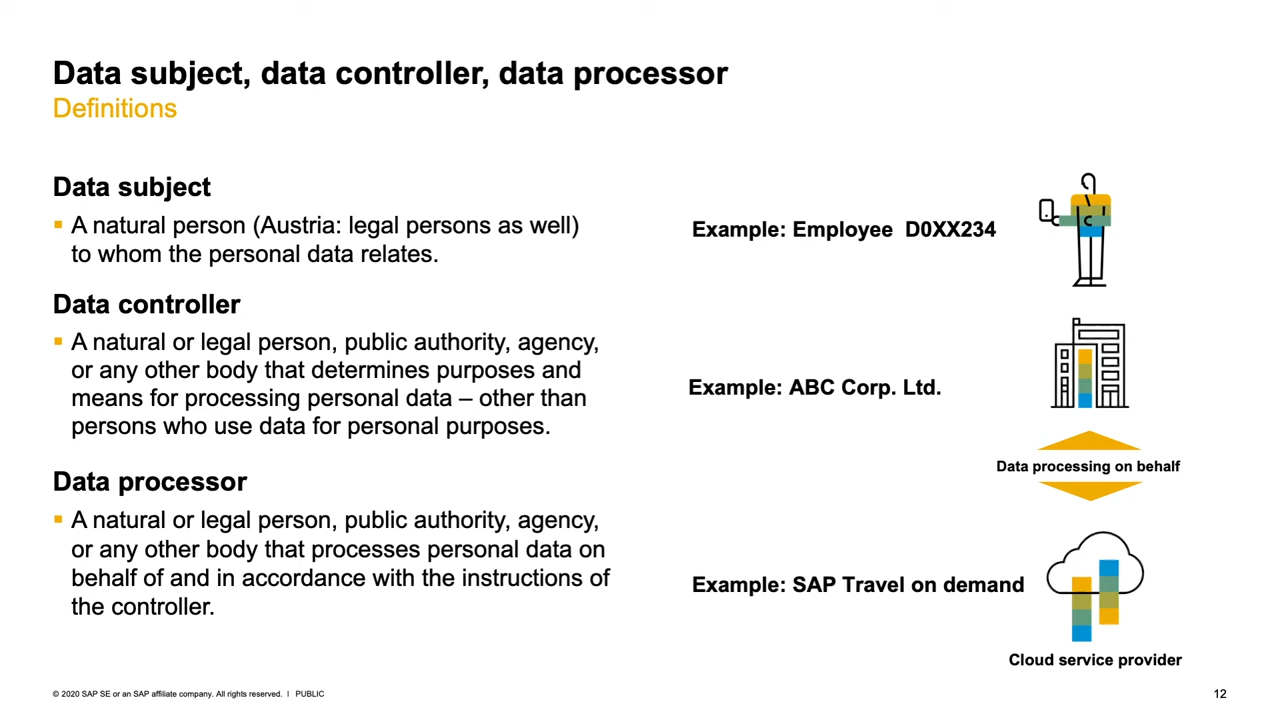 Data subject, data controller, data processor
Definitions
Data subject
▪ A natural person (Austria: legal persons as well)
to whom the personal data relates.
Example: Employee D0XX234
Data controller
▪ A natural or legal person, public authority, agency,
or any other body that determines purposes and
means for processing personal data – other than
persons who use data for personal purposes.
Example: ABC Corp. Ltd.
Data processing on behalf
Data processor
▪ A natural or legal person, public authority, agency,
or any other body that processes personal data on
behalf of and in accordance with the instructions of
the controller.
Example: SAP Travel on demand
Cloud service provider
© 2020 SAP SE or an SAP affiliate company. All rights reserved. | PUBLIC
12